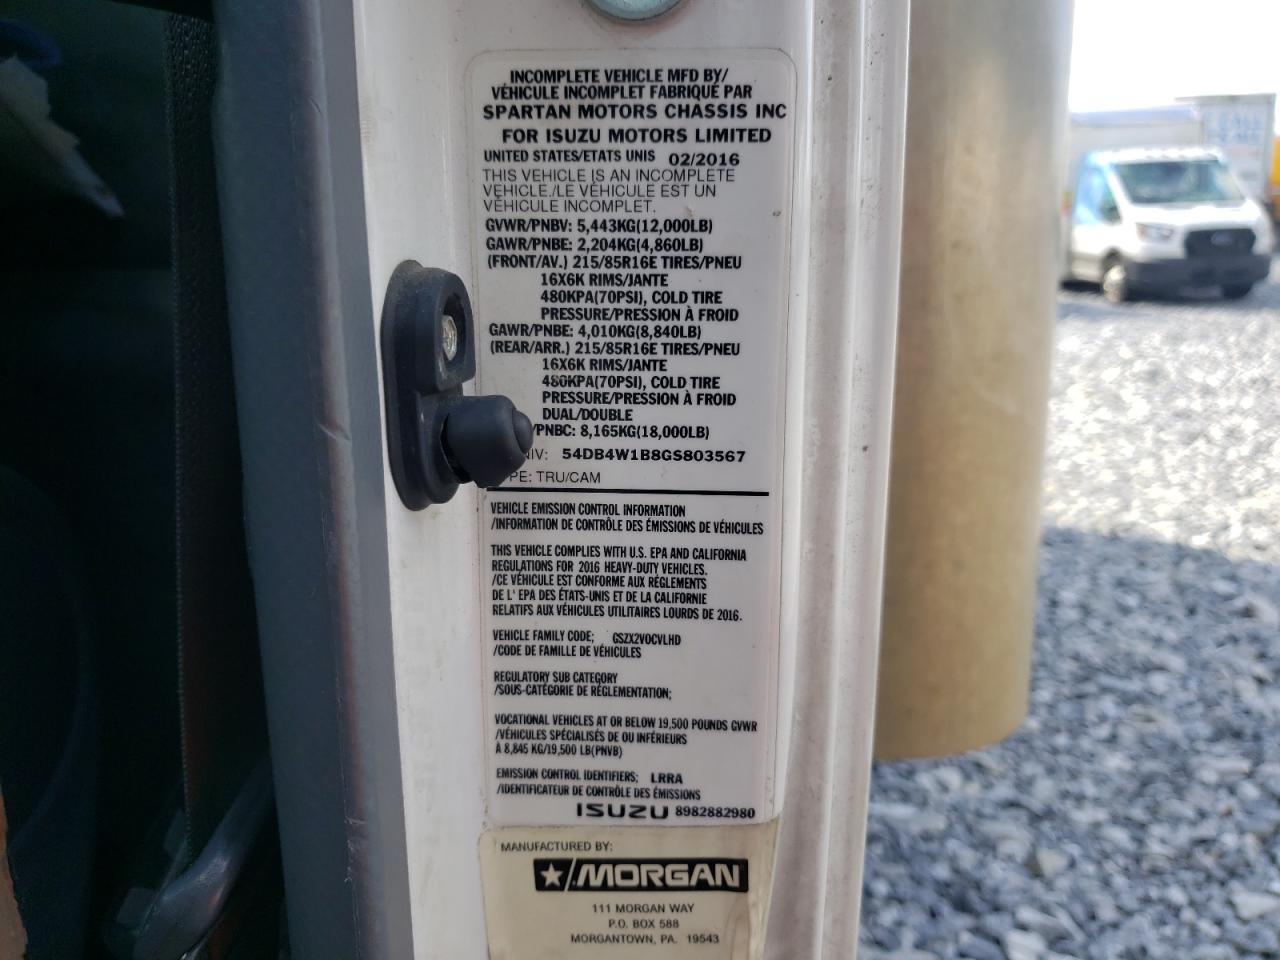 INCOMPLETE VEHICLE MFD BY/
VÉHICULE INCOMPLET FABRIQUÉ PAR
SPARTAN MOTORS CHASSIS INC
FOR ISUZU MOTORS LIMITED
UNITED STATES/ETATS UNIS 02/2016
THIS VEHICLE IS AN INCOMPLETE
VEHICLE./LE VÉHICULE EST UN
VÉHICULE INCOMPLET.
GVWR/PNBV: 5,443KG(12,000LB)
GAWR/PNBE: 2,204KG(4,860LB)
(FRONT/AV.) 215/85R16E TIRES/PNEU
16X6K RIMS/JANTE
480KPA(70PSI), COLD TIRE
PRESSURE/PRESSION À FROID
GAWR/PNBE: 4,010KG(8,840LB)
(REAR/ARR.) 215/85R16E TIRES/PNEU
16X6K RIMS/JANTE
480KPA(70PSI), COLD TIRE
PRESSURE/PRESSION À FROID
DUAL/DOUBLE
/PNBC: 8,165KG(18,000LB)
NIV: 54DB4W1B8GS803567
PE: TRU/CAM
VEHICLE EMISSION CONTROL INFORMATION
/INFORMATION DE CONTRÔLE DES ÉMISSIONS DE VÉHICULES
THIS VEHICLE COMPLIES WITH U.S. EPA AND CALIFORNIA
REGULATIONS FOR 2016 HEAVY-DUTY VEHICLES.
/CE VÉHICULE EST CONFORME AUX RÉGLEMENTS
DE L' EPA DES ÉTATS-UNIS ET DE LA CALIFORNIE
RELATIFS AUX VÉHICULES UTILITAIRES LOURDS DE 2016.
VEHICLE FAMILY CODE; GSZX2VOCVLHD
/CODE DE FAMILLE DE VÉHICULES
REGULATORY SUB CATEGORY
/SOUS-CATÉGORIE DE RÉGLEMENTATION;
VOCATIONAL VEHICLES AT OR BELOW 19,500 POUNDS GVWR
/VÉHICULES SPÉCIALISÉS DE OU INFÉRIEURS
À 8,845 KG/19,500 LB(PNVB)
EMISSION CONTROL IDENTIFIERS; LRRA
/IDENTIFICATEUR DE CONTRÔLE DES ÉMISSIONS
ISUZU 8982882980
MANUFACTURED BY:
MORGAN
111 MORGAN WAY
P.O. BOX 588
MORGANTOWN, PA. 19543